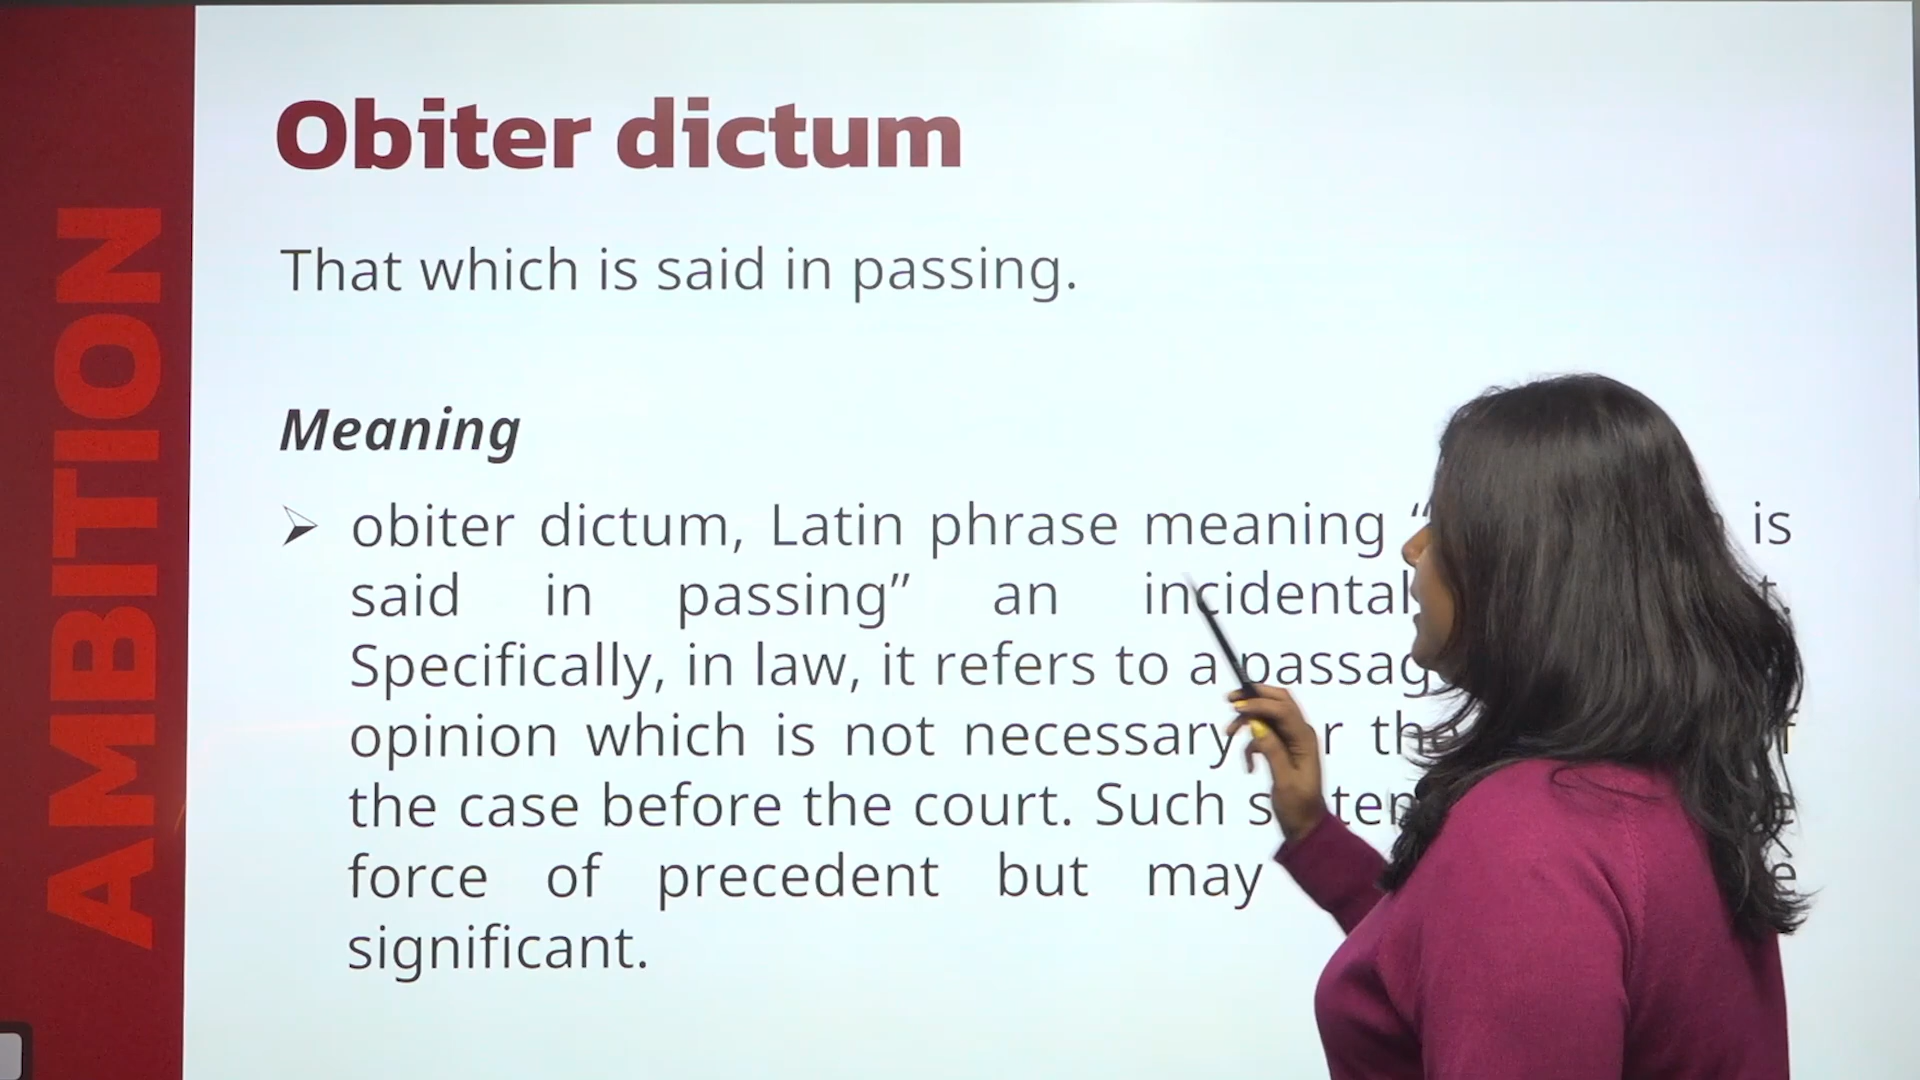 AMBITION
Obiter dictum
That which is said in passing.
Meaning
➢ obiter dictum, Latin phrase meaning “ is
said in passing” an incidental
Specifically, in law, it refers to a
opinion which is not necessary
the case before the court. Such
force of precedent but may
significant.